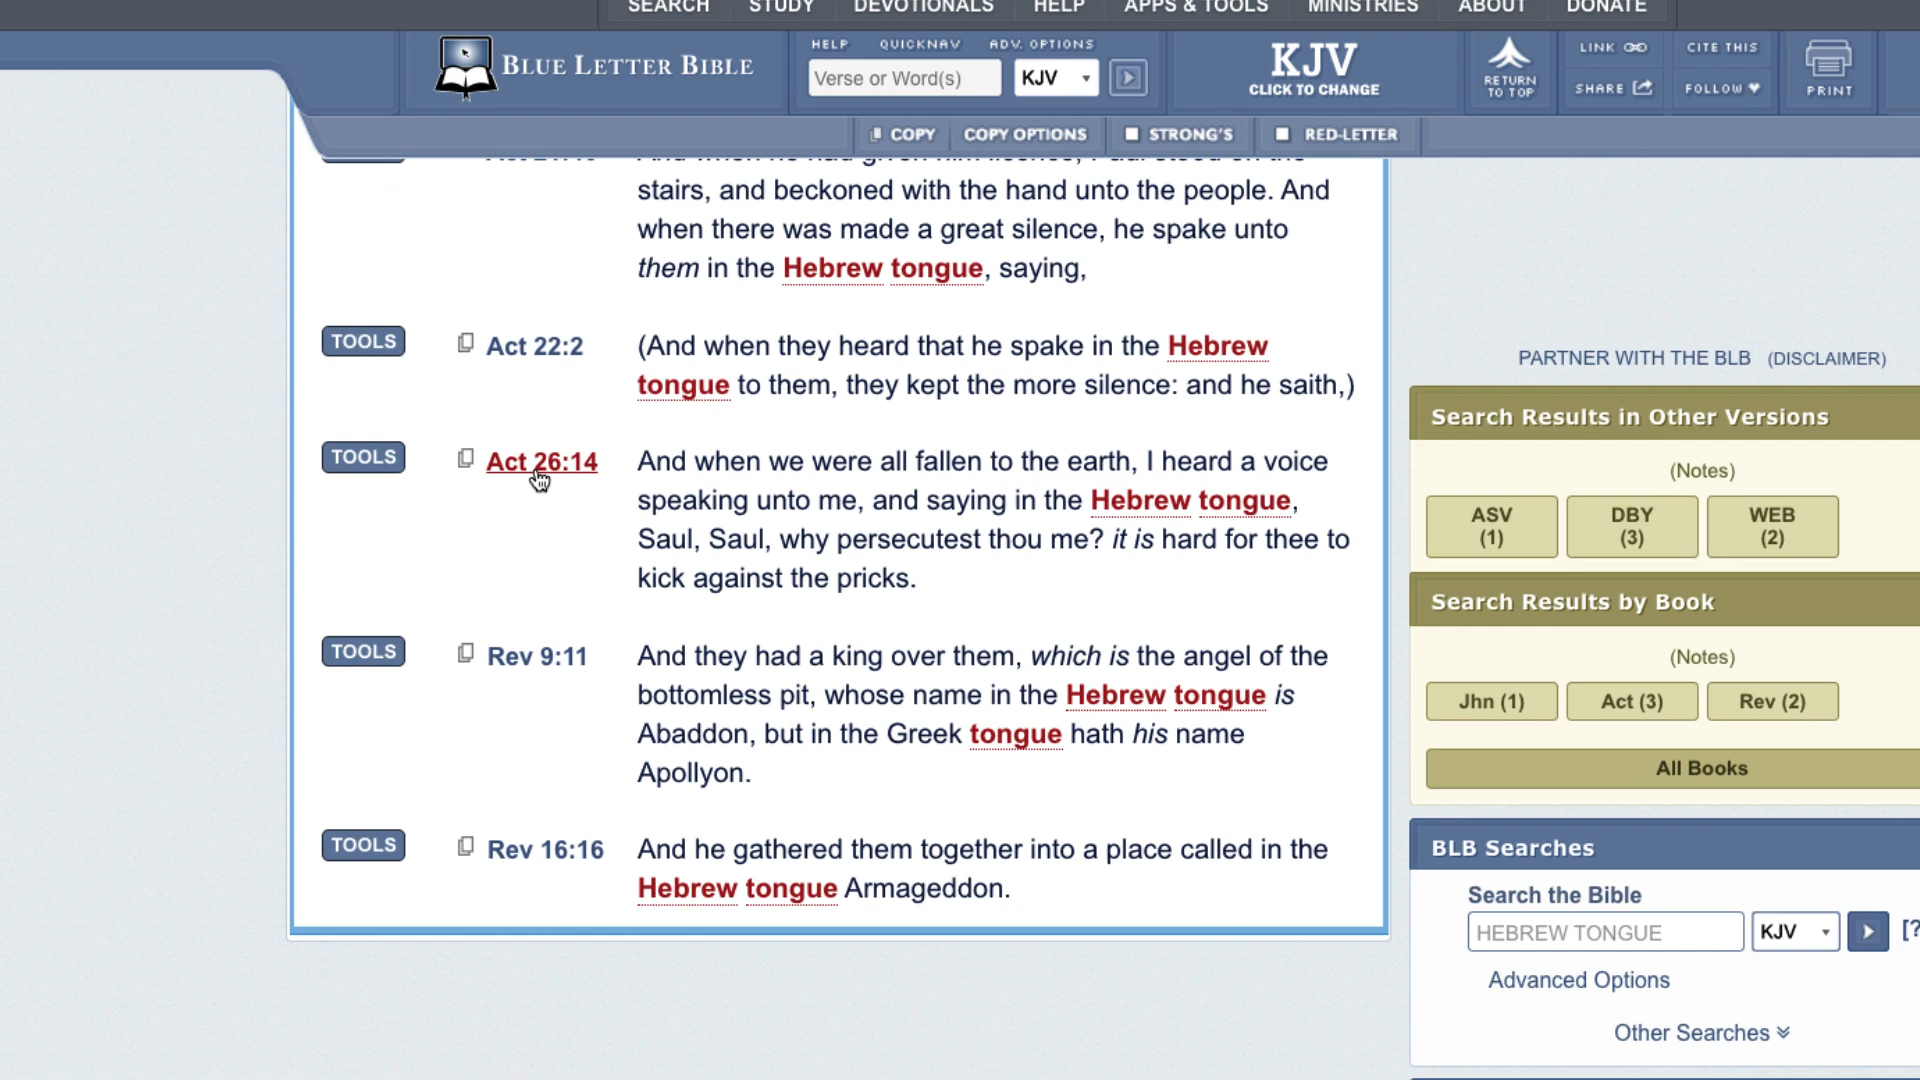 SEARCH STUDY DEVOTIONALS HELP APPS & TOOLS MINISTRIES ABOUT DONATE
BLUE LETTER BIBLE
HELP QUICKNAV ADV. OPTIONS
Verse or Word(s) KJV
KJV
CLICK TO CHANGE
RETURN
TO TOP
LINK
SHARE
CITE THIS
FOLLOW
PRINT
COPY COPY OPTIONS STRONG'S RED-LETTER
stairs, and beckoned with the hand unto the people. And
when there was made a great silence, he spake unto
them in the Hebrew tongue, saying,
TOOLS Act 22:2 (And when they heard that he spake in the Hebrew
tongue to them, they kept the more silence: and he saith,)
TOOLS Act 26:14 And when we were all fallen to the earth, I heard a voice
speaking unto me, and saying in the Hebrew tongue,
Saul, Saul, why persecutest thou me? it is hard for thee to
kick against the pricks.
TOOLS Rev 9:11 And they had a king over them, which is the angel of the
bottomless pit, whose name in the Hebrew tongue is
Abaddon, but in the Greek tongue hath his name
Apollyon.
TOOLS Rev 16:16 And he gathered them together into a place called in the
Hebrew tongue Armageddon.
PARTNER WITH THE BLB (DISCLAIMER)
Search Results in Other Versions
(Notes)
ASV
(1)
DBY
(3)
WEB
(2)
Search Results by Book
(Notes)
Jhn (1) Act (3) Rev (2)
All Books
BLB Searches
Search the Bible
HEBREW TONGUE KJV [?
Advanced Options
Other Searches